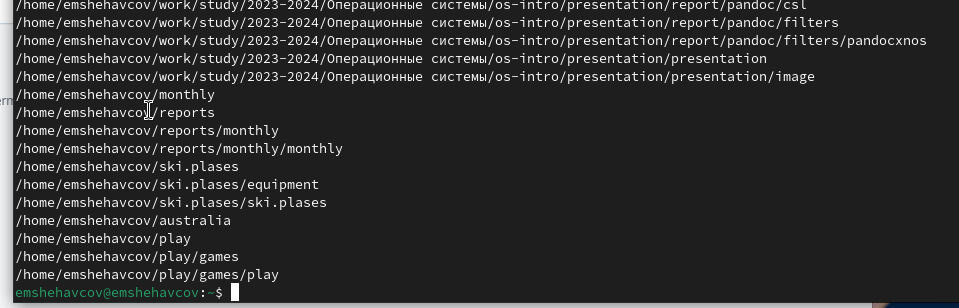 /home/emshehavcov/work/study/2023-2024/Операционные системы/os-intro/presentation/report/pandoc/csl
/home/emshehavcov/work/study/2023-2024/Операционные системы/os-intro/presentation/report/pandoc/filters
/home/emshehavcov/work/study/2023-2024/Операционные системы/os-intro/presentation/report/pandoc/filters/pandocxnos
/home/emshehavcov/work/study/2023-2024/Операционные системы/os-intro/presentation/presentation
/home/emshehavcov/work/study/2023-2024/Операционные системы/os-intro/presentation/presentation/image
/home/emshehavcov/monthly
/home/emshehavcov/reports
/home/emshehavcov/reports/monthly
/home/emshehavcov/reports/monthly/monthly
/home/emshehavcov/ski.plases
/home/emshehavcov/ski.plases/equipment
/home/emshehavcov/ski.plases/ski.plases
/home/emshehavcov/australia
/home/emshehavcov/play
/home/emshehavcov/play/games
/home/emshehavcov/play/games/play
emshehavcov@emshehavcov:~$